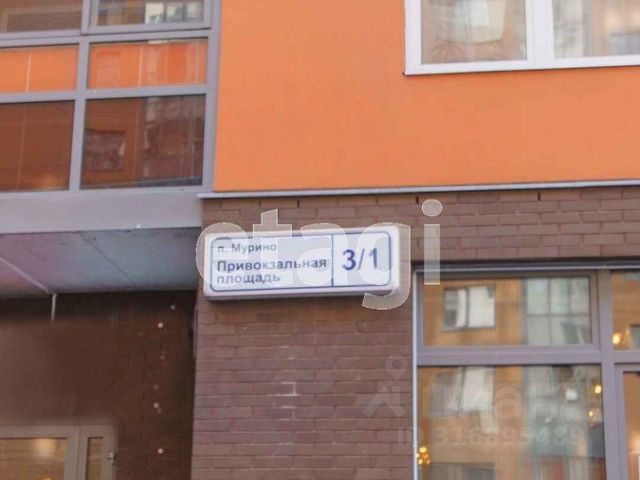 п. Мурино
Привокзальная
площадь
3/1
etagi